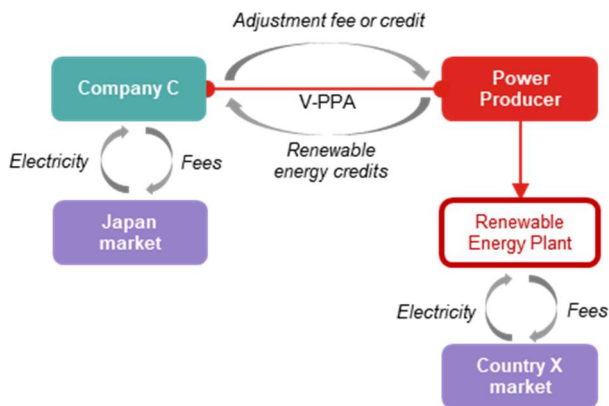 Adjustment fee or credit
Company C
V-PPA
Power
Producer
Renewable
energy credits
Electricity
Fees
Japan
market
Renewable
Energy Plant
Electricity
Fees
Country X
market